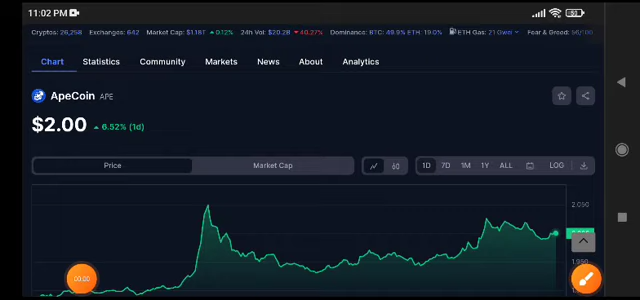 11:02 PM
Cryptos: 26,258 Exchanges: 642 Market Cap: $1.18T 0.12% 24h Vol: $20.2B 40.27% Dominance: BTC: 49.9% ETH: 19.0% ETH Gas: 21 Gwei Fear & Greed:
Chart Statistics Community Markets News About Analytics
ApeCoin APE
$2.00 6.52% (1d)
Price Market Cap 1D 7D 1M 1Y ALL LOG
2.050
1.950
00:00